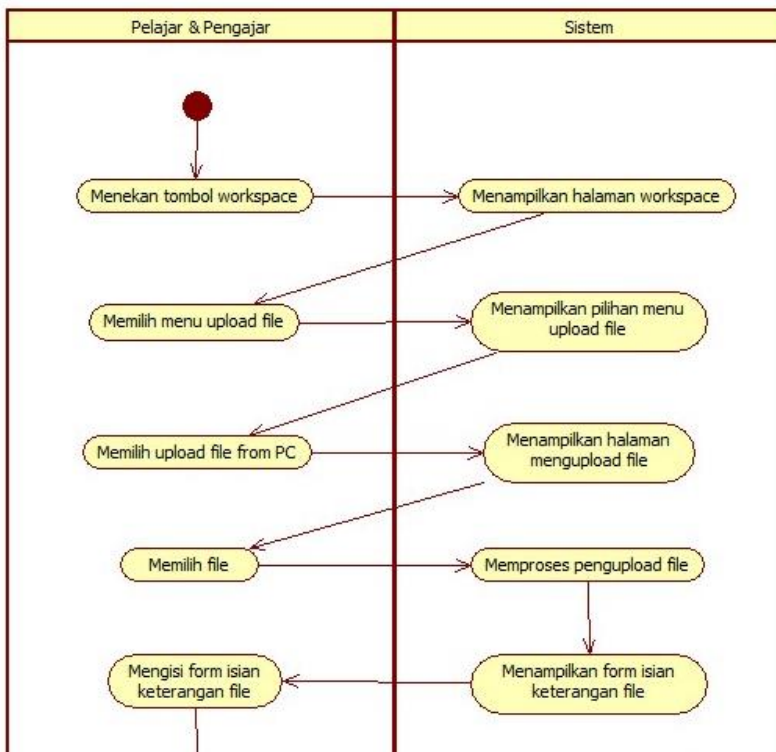 Pelajar & Pengajar
Sistem
Menekan tombol workspace
Menampilkan halaman workspace
Memilih menu upload file
Menampilkan pilihan menu
upload file
Memilih upload file from PC
Menampilkan halaman
mengupload file
Memilih file
Memproses pengupload file
Menampilkan form isian
keterangan file
Mengisi form isian
keterangan file